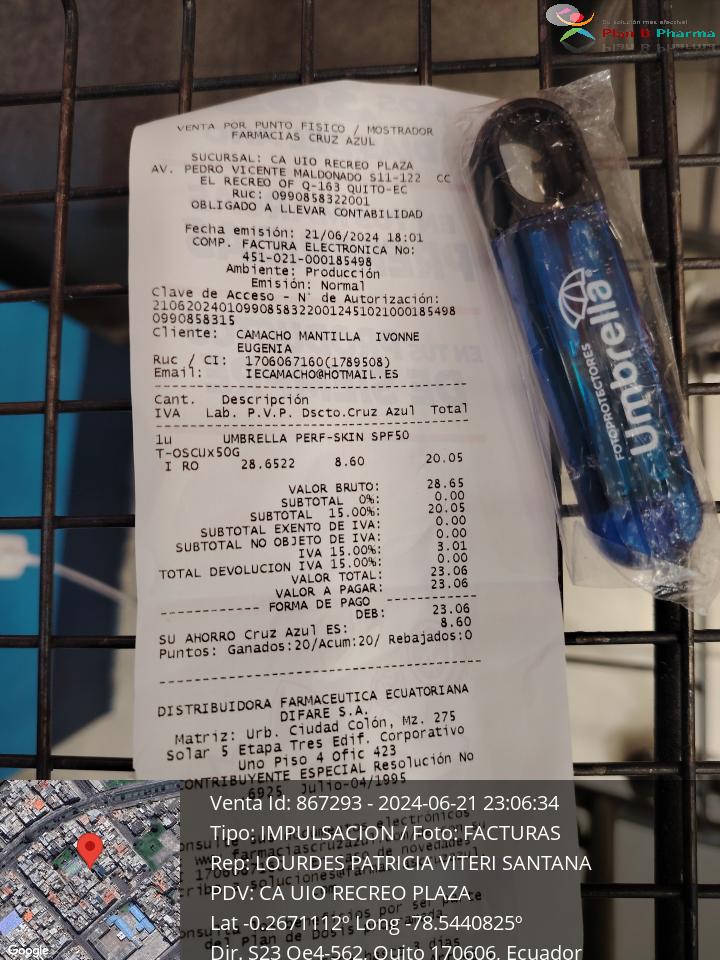 Su solución más efectiva!
Plan B Pharma
VENTA POR PUNTO FISICO / MOSTRADOR
FARMACIAS CRUZ AZUL
SUCURSAL: CA UIO RECREO PLAZA
AV. PEDRO VICENTE MALDONADO S11-122 CC
EL RECREO OF Q-163 QUITO-EC
Ruc: 0990858322001
OBLIGADO A LLEVAR CONTABILIDAD
Fecha emisión: 21/06/2024 18:01
COMP. FACTURA ELECTRONICA No:
451-021-000185498
Ambiente: Producción
Emisión: Normal
Clave de Acceso - N° de Autorización:
210620240109908583220012451021000185498
0990858315
Cliente: CAMACHO MANTILLA IVONNE
EUGENIA
Ruc / CI: 1706067160(1789508)
Email: IECAMACHO@HOTMAIL.ES
Cant. Descripción
IVA Lab. P.V.P. Dscto.Cruz Azul Total
1u UMBRELLA PERF-SKIN SPF50
T-OSCUx50G
I RO 28.6522 8.60 20.05
VALOR BRUTO: 28.65
SUBTOTAL 0%: 0.00
SUBTOTAL 15.00%: 20.05
SUBTOTAL EXENTO DE IVA: 0.00
SUBTOTAL NO OBJETO DE IVA: 0.00
IVA 15.00%: 3.01
TOTAL DEVOLUCION IVA 15.00%: 0.00
VALOR TOTAL: 23.06
VALOR A PAGAR: 23.06
------------ FORMA DE PAGO ------------
DEB: 23.06
SU AHORRO Cruz Azul ES: 8.60
Puntos: Ganados:20/Acum:20/ Rebajados:0
DISTRIBUIDORA FARMACEUTICA ECUATORIANA
DIFARE S.A.
Matriz: Urb. Ciudad Colón, Mz. 275
Solar 5 Etapa Tres Edif. Corporativo
Uno Piso 4 Ofic 423
CONTRIBUYENTE ESPECIAL Resolución No
6925 Julio-04/1995
FOTOPROTECTORES
Umbrella®
Venta Id: 867293 - 2024-06-21 23:06:34
Tipo: IMPULSACION / Foto: FACTURAS
Rep: LOURDES PATRICIA VITERI SANTANA
PDV: CA UIO RECREO PLAZA
Lat -0.2671112º Long -78.5440825º
Dir. S23 Oe4-562, Quito 170606, Ecuador
Google